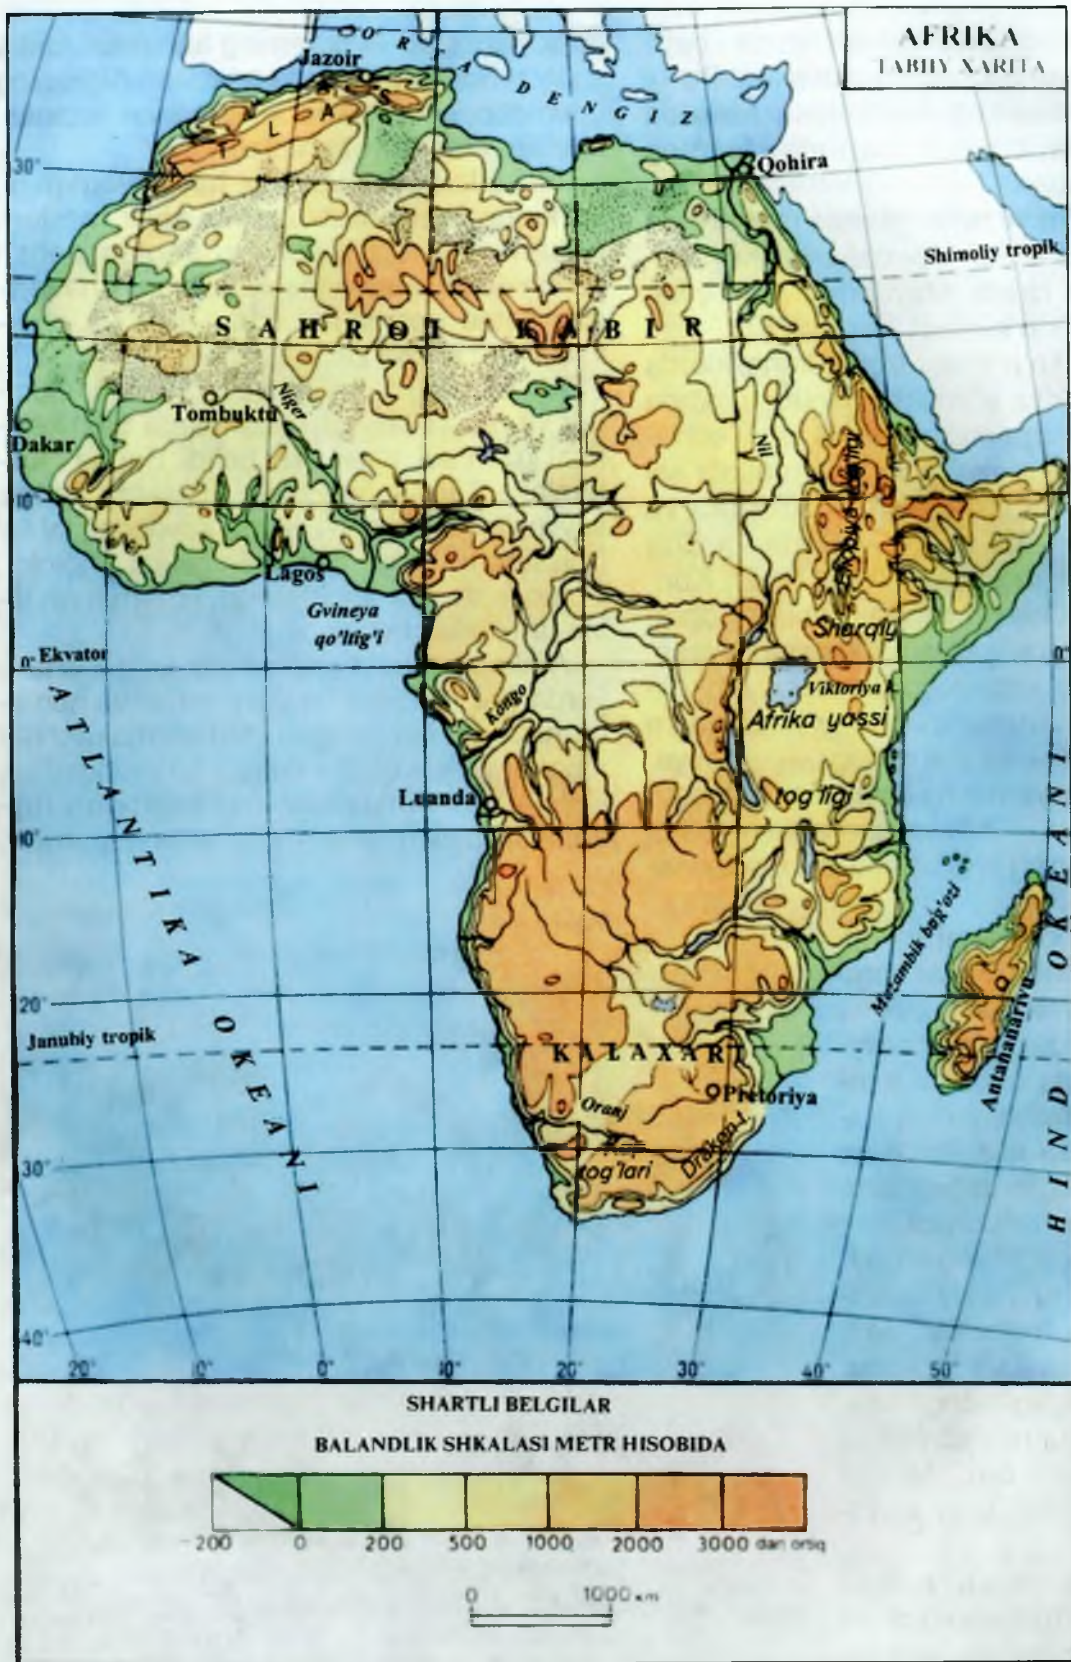 AFRIKA
TABIIY XARITA
O R T A D E N G I Z
Jazoir
A T L A S
30°
Qohira
Shimoliy tropik
S A H R O I K A B I R
Tombuktu
Niger
Nil
Dakar
10°
Lagos
Gvineya
qo'ltig'i
Sharqiy
0° Ekvator
0°
Viktoriya k.
Kongo
Afrika yassi
tog'ligi
Luanda
10°
A T L A N T I K A O K E A N I
Mozambik bo'g'ozi
H I N D O K E A N I
20°
Antananarivu
Janubiy tropik
K A L A X A R I
Pretoriya
Oranj
Drakon t.
tog'lari
30°
40°
20° 10° 0° 10° 20° 30° 40° 50°
SHARTLI BELGILAR
BALANDLIK SHKALASI METR HISOBIDA
-200 0 200 500 1000 2000 3000 dan ortiq
0 1000 km